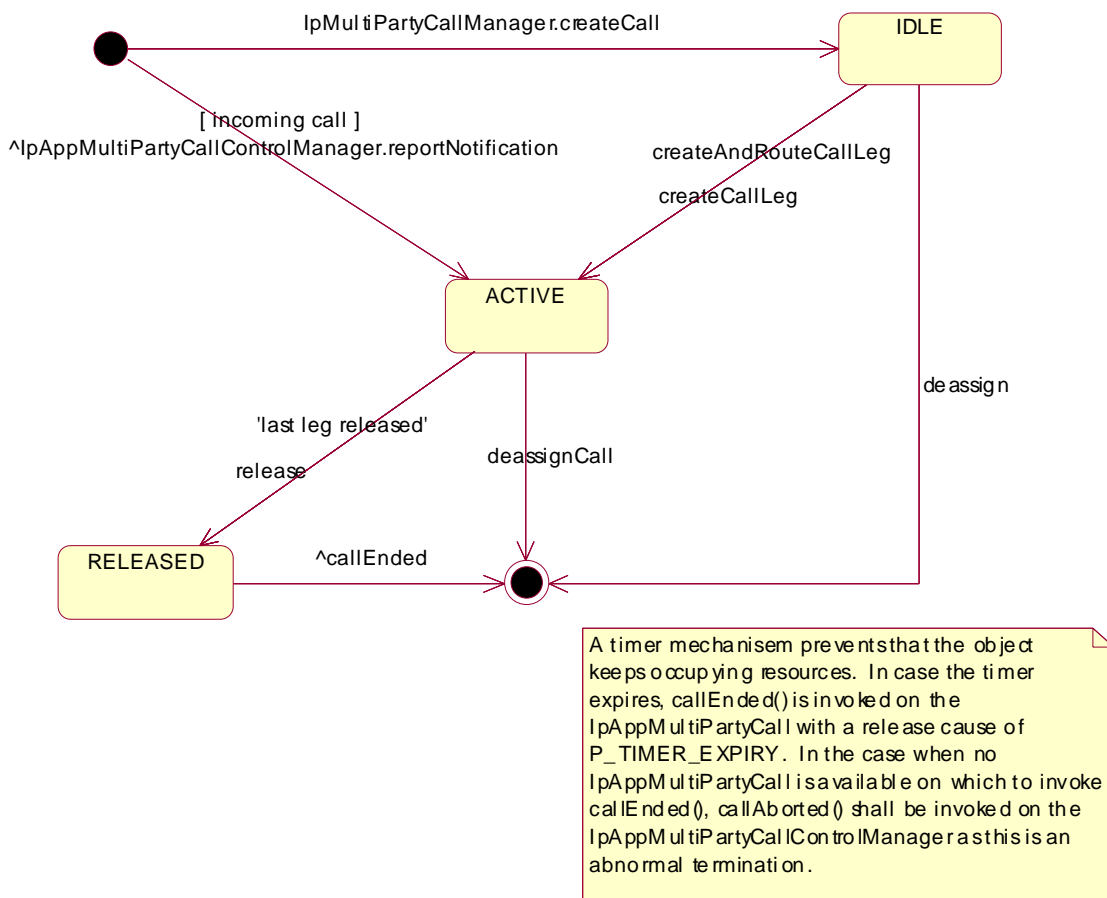 IpMultiPartyCallManager.createCall
IDLE
[ incoming call ]
^IpAppMultiPartyCallControlManager.reportNotification
createAndRouteCallLeg
createCallLeg
ACTIVE
deassign
'last leg released'
release
deassignCall
RELEASED
^callEnded
A timer mechanisem prevents that the object
keeps occupying resources. In case the timer
expires, callEnded() is invoked on the
IpAppMultiPartyCall with a release cause of
P_TIMER_EXPIRY. In the case when no
IpAppMultiPartyCall is available on which to invoke
callEnded(), callAborted() shall be invoked on the
IpAppMultiPartyCallControlManager as this is an
abnormal termination.